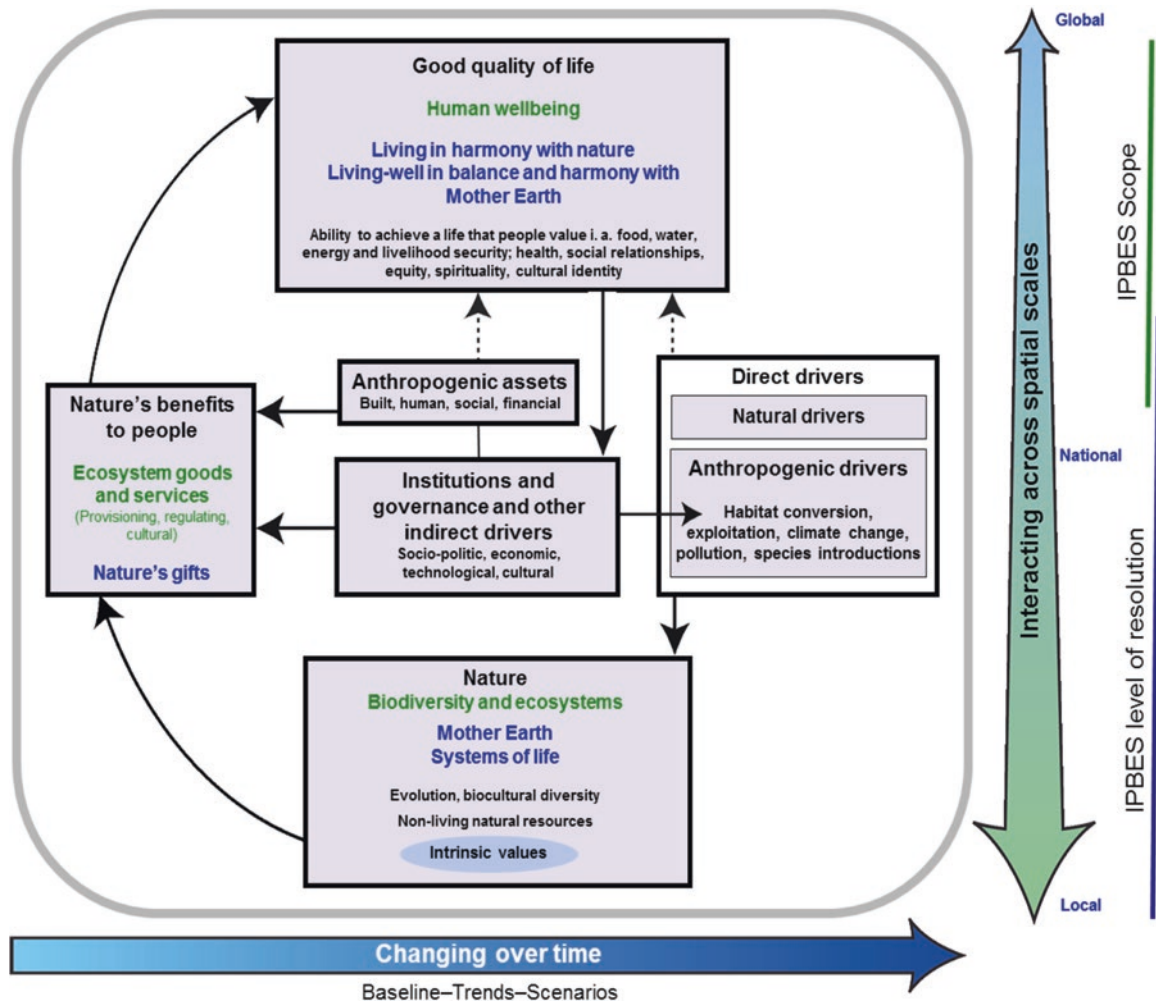 Good quality of life
Human wellbeing
Living in harmony with nature
Living-well in balance and harmony with
Mother Earth
Ability to achieve a life that people value i. a. food, water,
energy and livelihood security; health, social relationships,
equity, spirituality, cultural identity
Anthropogenic assets
Built, human, social, financial
Direct drivers
Natural drivers
Anthropogenic drivers
Habitat conversion,
exploitation, climate change,
pollution, species introductions
Nature's benefits
to people
Ecosystem goods
and services
(Provisioning, regulating,
cultural)
Nature's gifts
Institutions and
governance and other
indirect drivers
Socio-politic, economic,
technological, cultural
Nature
Biodiversity and ecosystems
Mother Earth
Systems of life
Evolution, biocultural diversity
Non-living natural resources
Intrinsic values
Changing over time
Baseline–Trends–Scenarios
Global
National
Local
Interacting across spatial scales
IPBES Scope
IPBES level of resolution